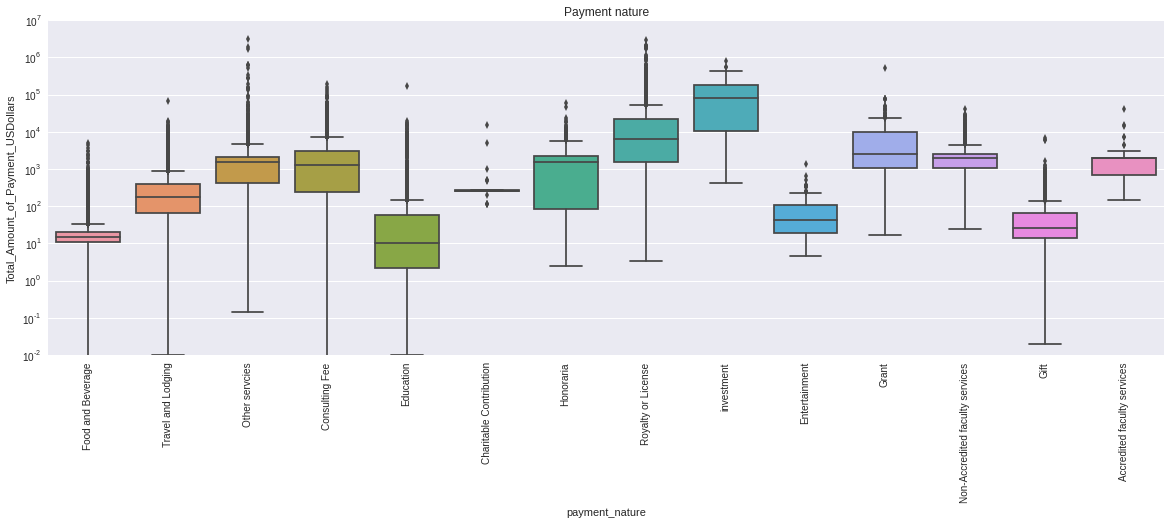 Payment nature
Total_Amount_of_Payment_USDollars
10^7
10^6
10^5
10^4
10^3
10^2
10^1
10^0
10^-1
10^-2
Food and Beverage
Travel and Lodging
Other servcies
Consulting Fee
Education
Charitable Contribution
Honoraria
Royalty or License
investment
Entertainment
Grant
Non-Accredited faculty services
Gift
Accredited faculty services
payment_nature